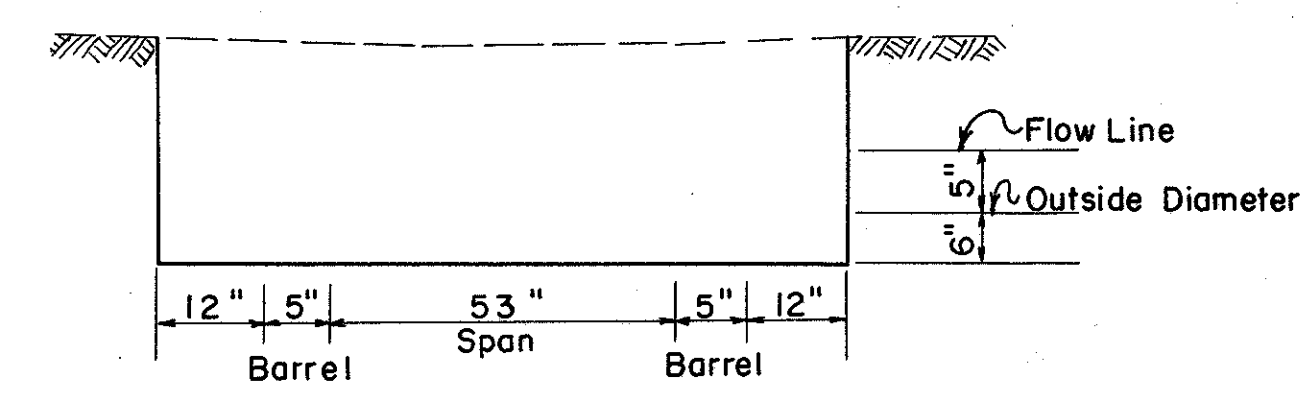 Flow Line
5"
Outside Diameter
6"
12" 5" 53" 5" 12"
Span
Barrel Barrel